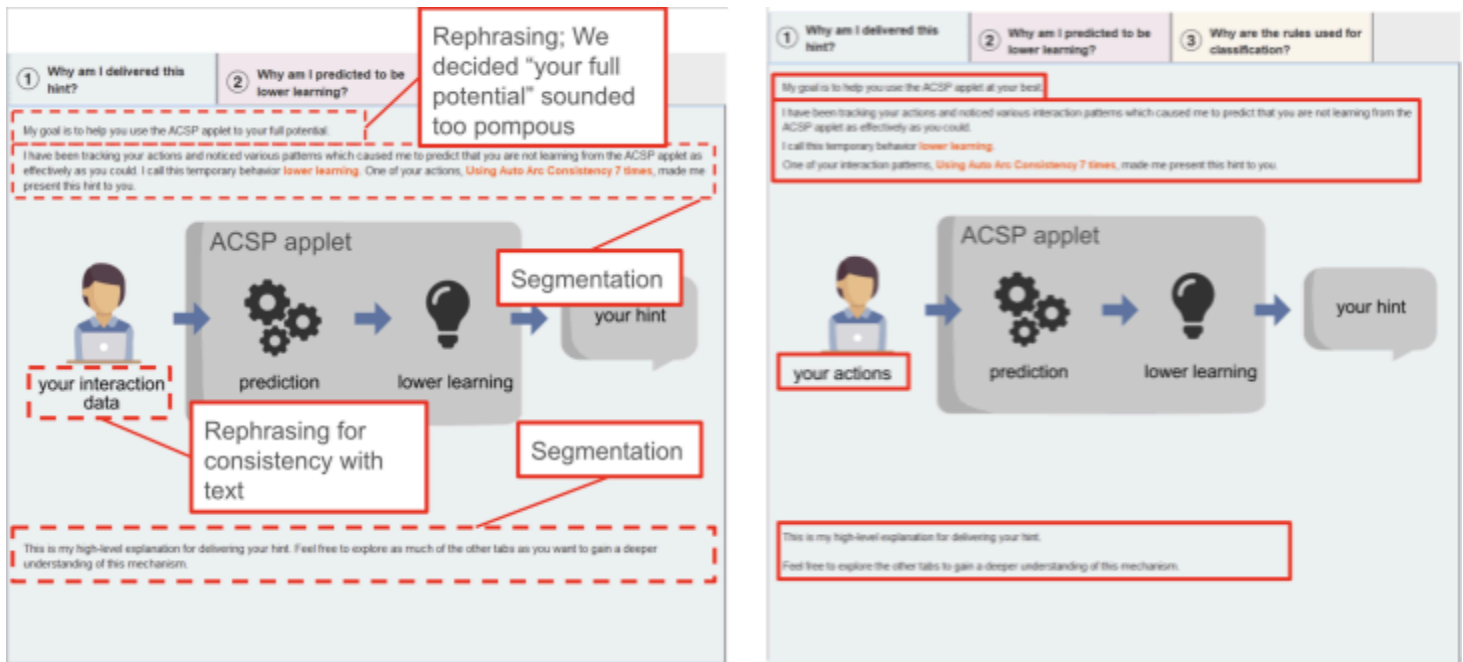 Rephrasing; We
decided “your full
potential” sounded
too pompous
1 Why am I delivered this
hint?
2 Why am I predicted to be
lower learning?
My goal is to help you use the ACSP applet to your full potential.
I have been tracking your actions and noticed various patterns which caused me to predict that you are not learning from the ACSP applet as
effectively as you could. I call this temporary behavior lower learning. One of your actions, Using Auto Arc Consistency 7 times, made me
present this hint to you.
ACSP applet
Segmentation
your hint
your interaction
data
prediction
lower learning
Rephrasing for
consistency with
text
Segmentation
This is my high-level explanation for delivering your hint. Feel free to explore as much of the other tabs as you want to gain a deeper
understanding of this mechanism.
1 Why am I delivered this
hint?
2 Why am I predicted to be
lower learning?
3 Why are the rules used for
classification?
My goal is to help you use the ACSP applet at your best.
I have been tracking your actions and noticed various interaction patterns which caused me to predict that you are not learning from the
ACSP applet as effectively as you could.
I call this temporary behavior lower learning.
One of your interaction patterns, Using Auto Arc Consistency 7 times, made me present this hint to you.
ACSP applet
your hint
your actions
prediction
lower learning
This is my high-level explanation for delivering your hint.
Feel free to explore the other tabs to gain a deeper understanding of this mechanism.